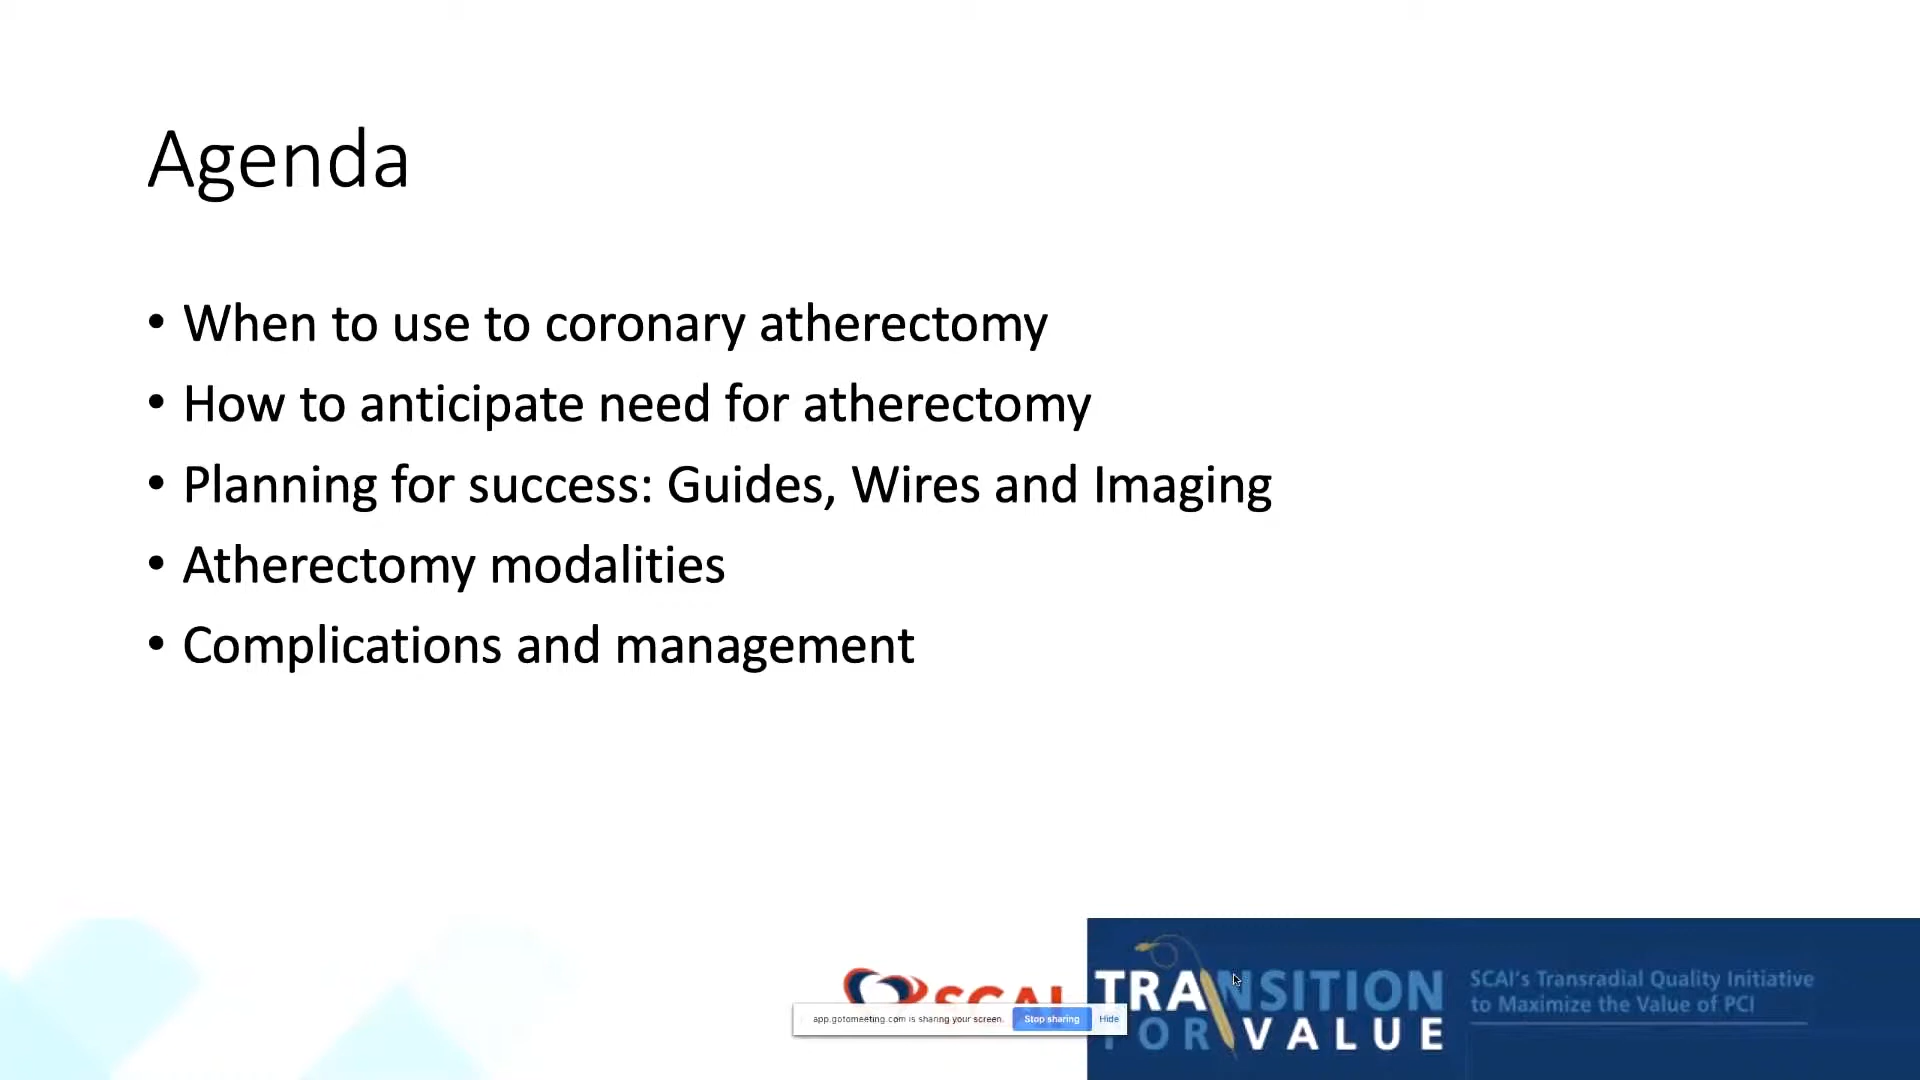 Agenda
• When to use to coronary atherectomy
• How to anticipate need for atherectomy
• Planning for success: Guides, Wires and Imaging
• Atherectomy modalities
• Complications and management
SCAI
TRANSITION
FOR VALUE
SCAI's Transradial Quality Initiative
to Maximize the Value of PCI
app.gotomeeting.com is sharing your screen. Stop sharing Hide